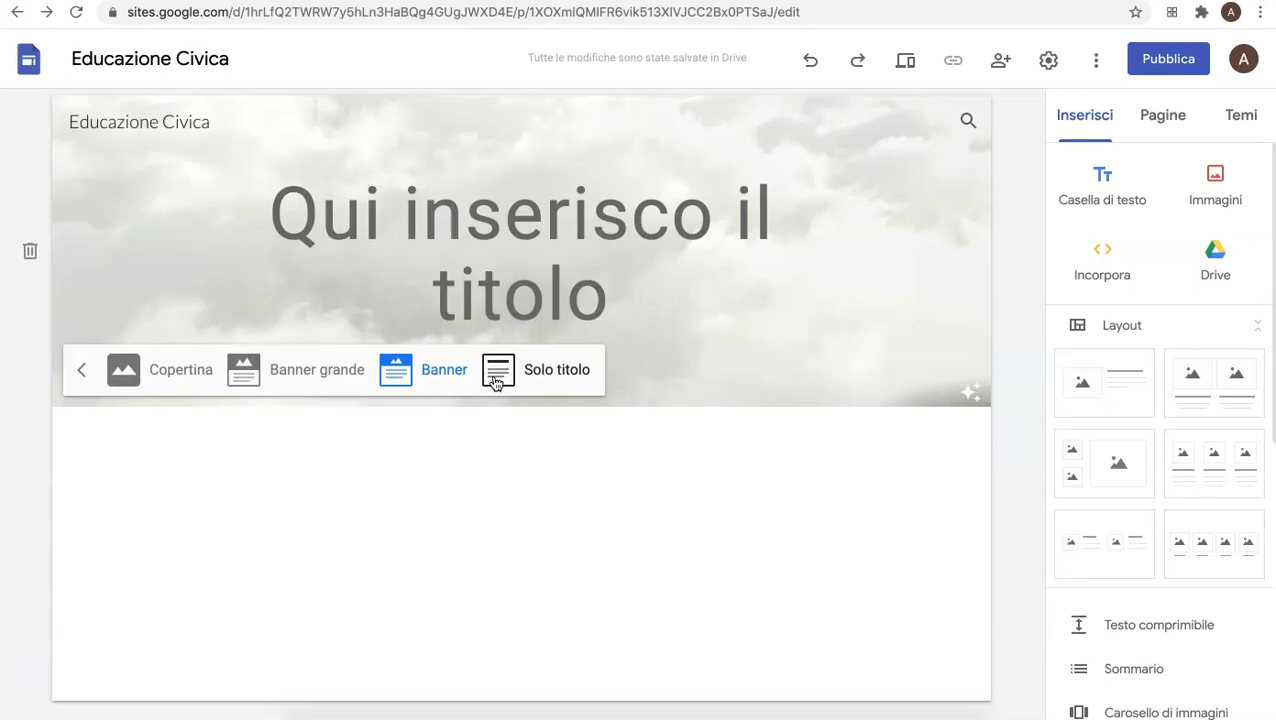 sites.google.com/d/1hrLfQ2TWRW7y5hLn3HaBQg4GUgJWXD4E/p/1XOXmlQMlFR6vik513XlVJCC2Bx0PTSaJ/edit
A
Educazione Civica
Tutte le modifiche sono state salvate in Drive
Pubblica
A
Educazione Civica
Qui inserisco il
titolo
Copertina
Banner grande
Banner
Solo titolo
Inserisci
Pagine
Temi
Tт
Casella di testo
Immagini
Incorpora
Drive
Layout
Testo comprimibile
Sommario
Carosello di immagini